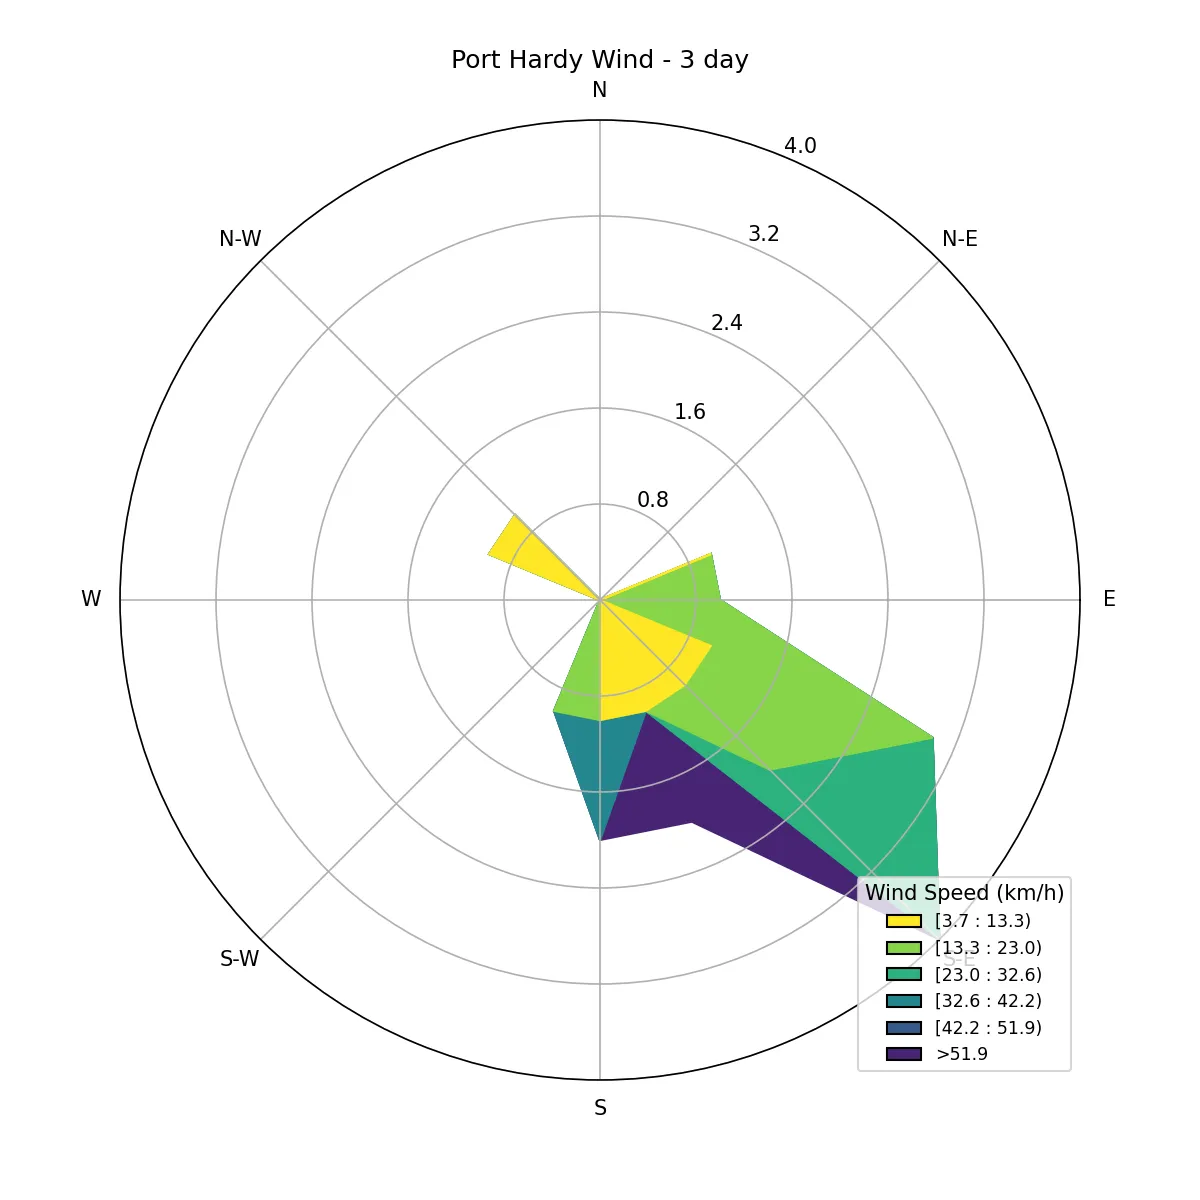 Port Hardy Wind - 3 day
N
4.0
N-W
3.2
N-E
2.4
1.6
0.8
W
E
Wind Speed (km/h)
[3.7 : 13.3)
[13.3 : 23.0)
S-W
S-E
[23.0 : 32.6)
[32.6 : 42.2)
[42.2 : 51.9)
>51.9
S